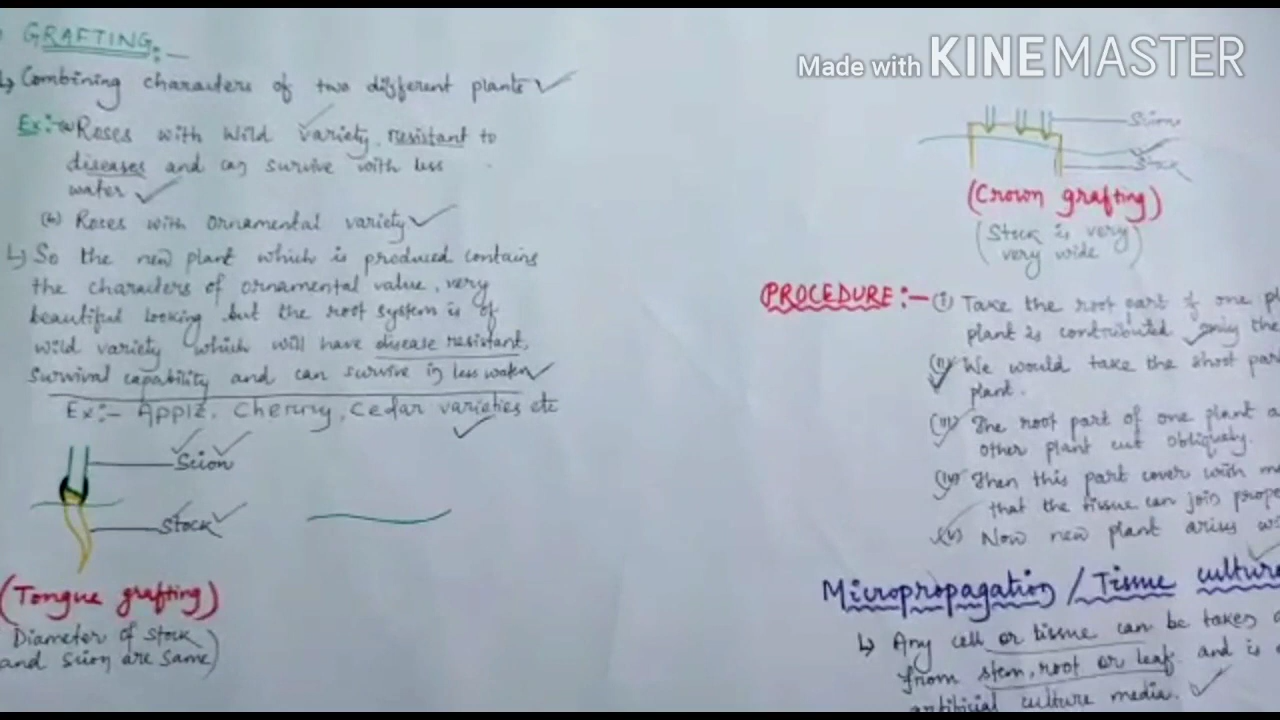 GRAFTING:-
↳ Combining characters of two different plants
Ex:- (a) Roses with Wild variety, resistant to
diseases and can survive with less
water
(b) Roses with ornamental variety
↳ So the new plant which is produced contains
the characters of ornamental value, very
beautiful looking but the root system is of
wild variety which will have disease resistant,
Survival capability and can survive in less water
Ex:- Apple, Cherry, Cedar varieties etc
Scion
Stock
(Tongue grafting)
Diameter of stock
and scion are same)
Made with KINEMASTER
Scion
Stock
(Crown grafting)
(Stock is very
very wide)
PROCEDURE:- (i) Take the root part of one
plant is contributed only the
(ii) We would take the shoot
plant.
(iii) The root part of one plant
other plant cut obliquely.
(iv) Then this part cover with
that the tissue can join
(v) Now new plant arises
Micropropagation / Tissue culture
↳ Any cell or tissue can be taken
from stem, root or leaf and is
artificial culture media.